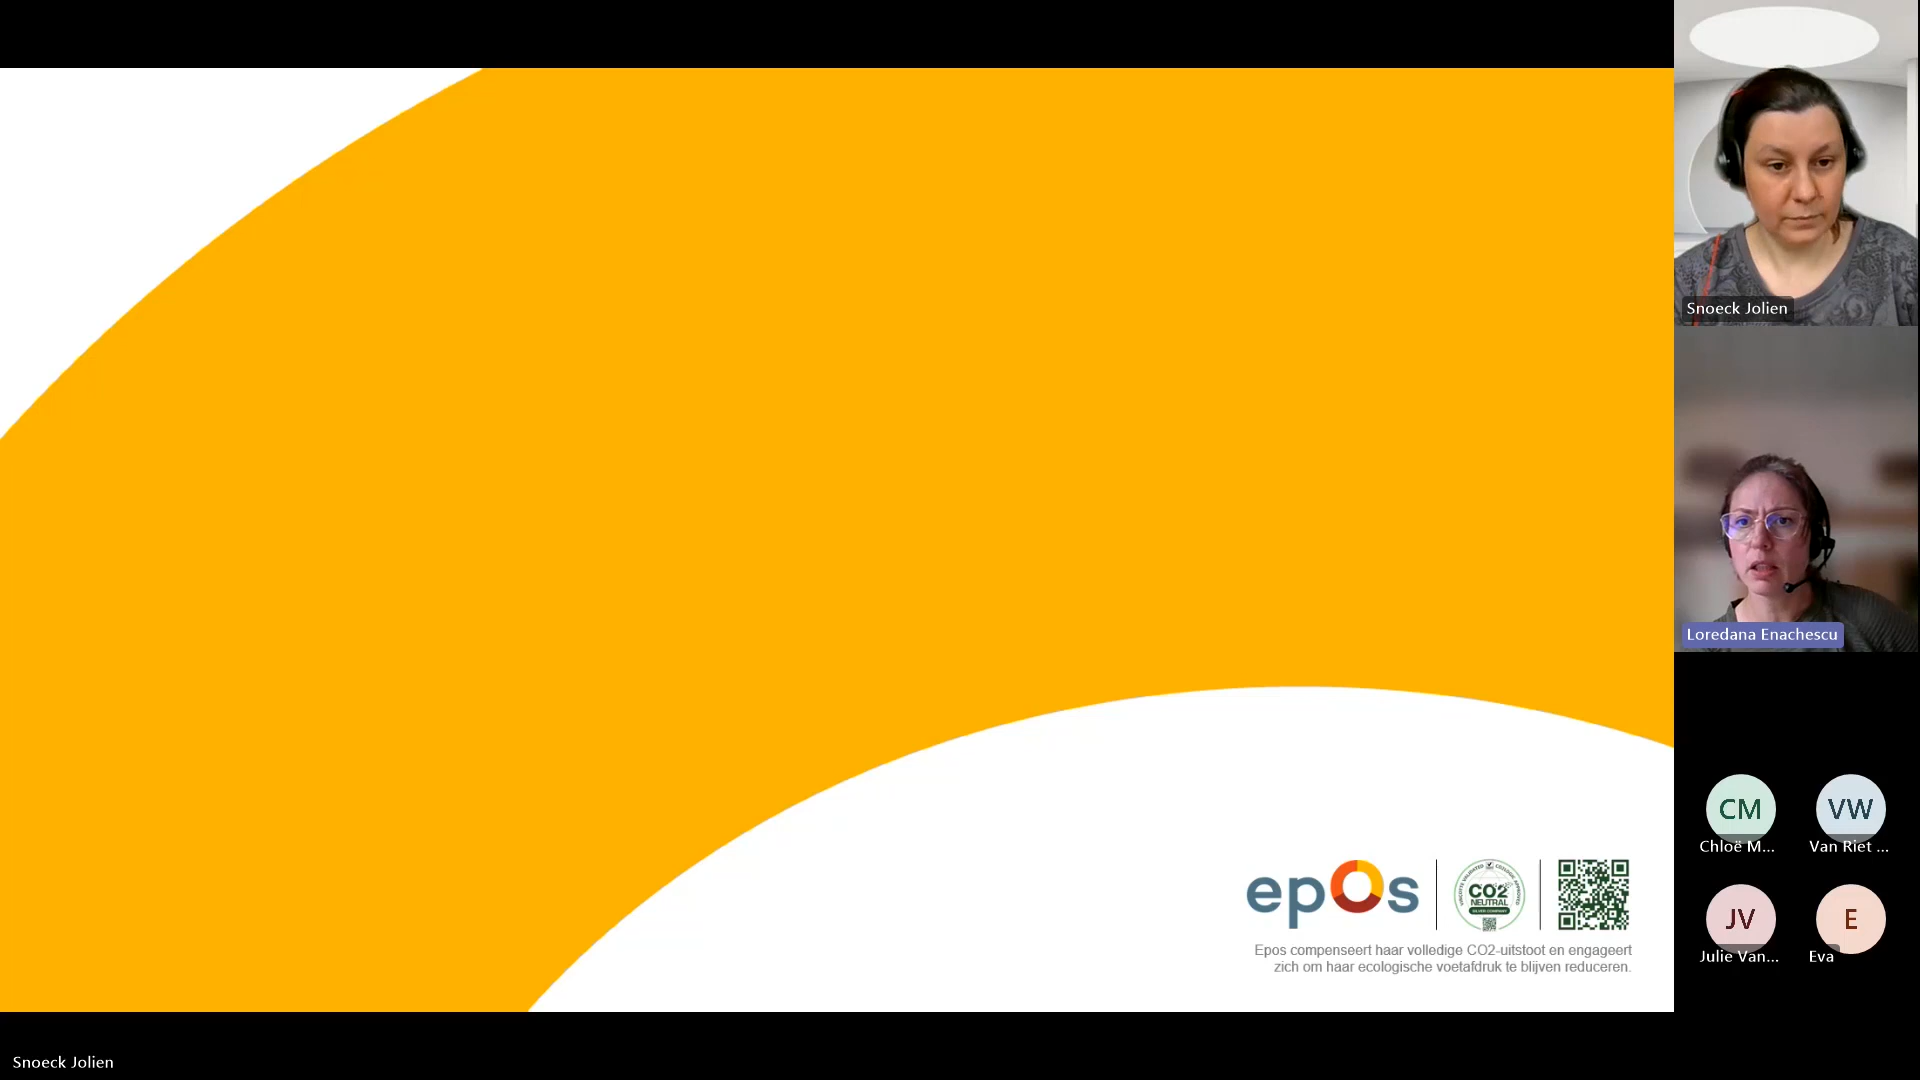 Snoeck Jolien
Loredana Enachescu
CM
VW
Chloë M...
Van Riet ...
JV
E
Julie Van...
Eva
epos
CO2
NEUTRAL
Epos compenseert haar volledige CO2-uitstoot en engageert
zich om haar ecologische voetafdruk te blijven reduceren.
Snoeck Jolien